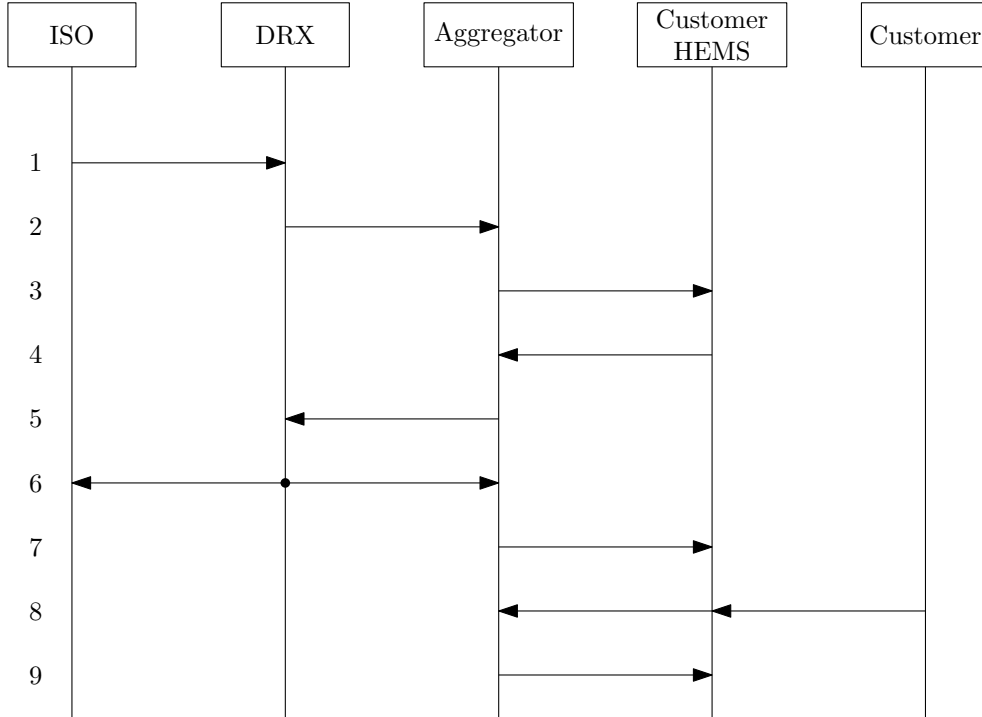 ISO
DRX
Aggregator
Customer
HEMS
Customer
1
2
3
4
5
6
7
8
9